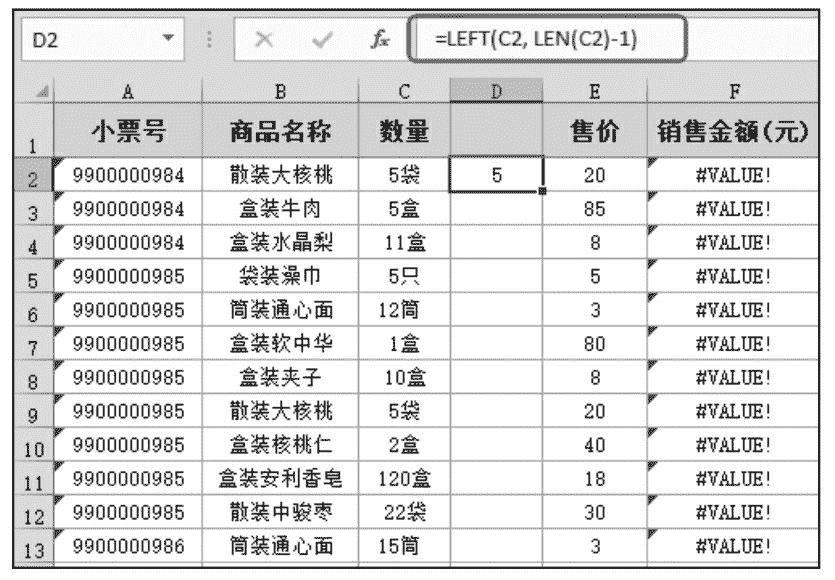 D2 fx =LEFT(C2, LEN(C2)-1)
A B C D E F
1 小票号 商品名称 数量 售价 销售金额(元)
2 9900000984 散装大核桃 5袋 5 20 #VALUE!
3 9900000984 盒装牛肉 5盒 85 #VALUE!
4 9900000984 盒装水晶梨 11盒 8 #VALUE!
5 9900000985 袋装澡巾 5只 5 #VALUE!
6 9900000985 筒装通心面 12筒 3 #VALUE!
7 9900000985 盒装软中华 1盒 80 #VALUE!
8 9900000985 盒装夹子 10盒 8 #VALUE!
9 9900000985 散装大核桃 5袋 20 #VALUE!
10 9900000985 盒装核桃仁 2盒 40 #VALUE!
11 9900000985 盒装安利香皂 120盒 18 #VALUE!
12 9900000985 散装中骏枣 22袋 30 #VALUE!
13 9900000986 筒装通心面 15筒 3 #VALUE!